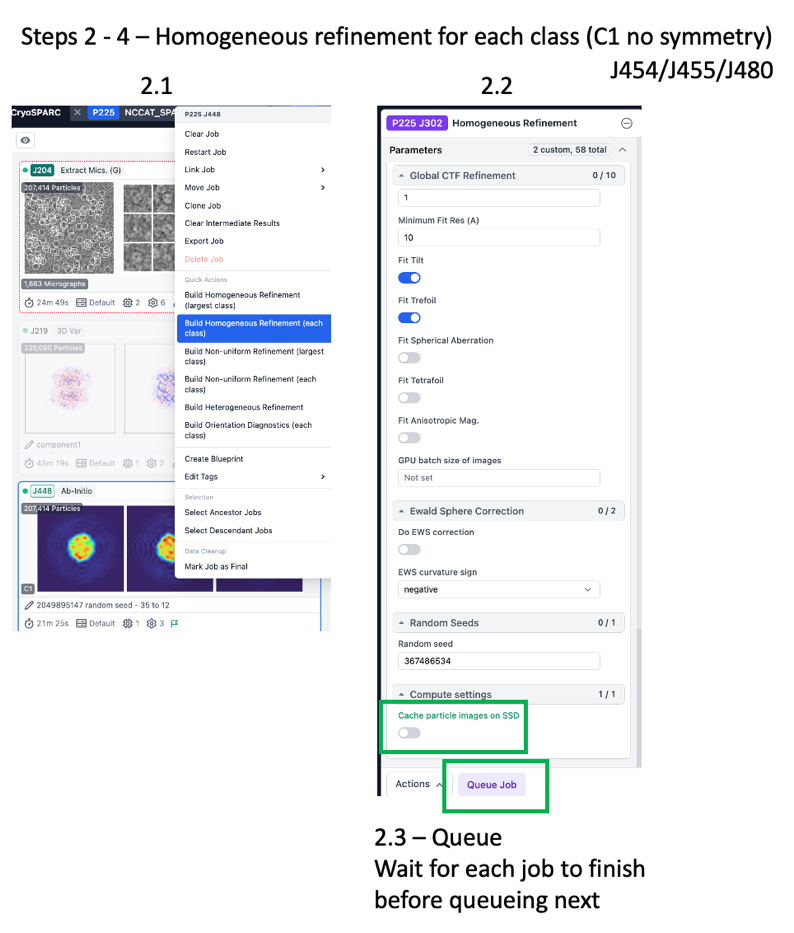 Steps 2 - 4 – Homogeneous refinement for each class (C1 no symmetry)
J454/J455/J480
2.1
2.2
CryoSPARC
P225
NCCAT_SPA
P225 J448
Clear Job
Restart Job
Link Job
Move Job
Clone Job
Clear Intermediate Results
Export Job
Delete Job
Quick Actions
Build Homogeneous Refinement
(largest class)
Build Homogeneous Refinement (each
class)
Build Non-uniform Refinement (largest
class)
Build Non-uniform Refinement (each
class)
Build Heterogeneous Refinement
Build Orientation Diagnostics (each
class)
Create Blueprint
Edit Tags
Selection
Select Ancestor Jobs
Select Descendant Jobs
Data Cleanup
Mark Job as Final
J204 Extract Mics. (G)
207,414 Particles
1,663 Micrographs
24m 49s Default 2 6
J219 3D Var
230,090 Particles
component1
43m 19s Default 1 2
J448 Ab-Initio
207,414 Particles
C1
2049895147 random seed - 35 to 12
21m 25s Default 1 3
P225 J302 Homogeneous Refinement
Parameters 2 custom, 58 total
Global CTF Refinement 0 / 10
1
Minimum Fit Res (A)
10
Fit Tilt
Fit Trefoil
Fit Spherical Aberration
Fit Tetrafoil
Fit Anisotropic Mag.
GPU batch size of images
Not set
Ewald Sphere Correction 0 / 2
Do EWS correction
EWS curvature sign
negative
Random Seeds 0 / 1
Random seed
367486534
Compute settings 1 / 1
Cache particle images on SSD
Actions
Queue Job
2.3 – Queue
Wait for each job to finish
before queueing next